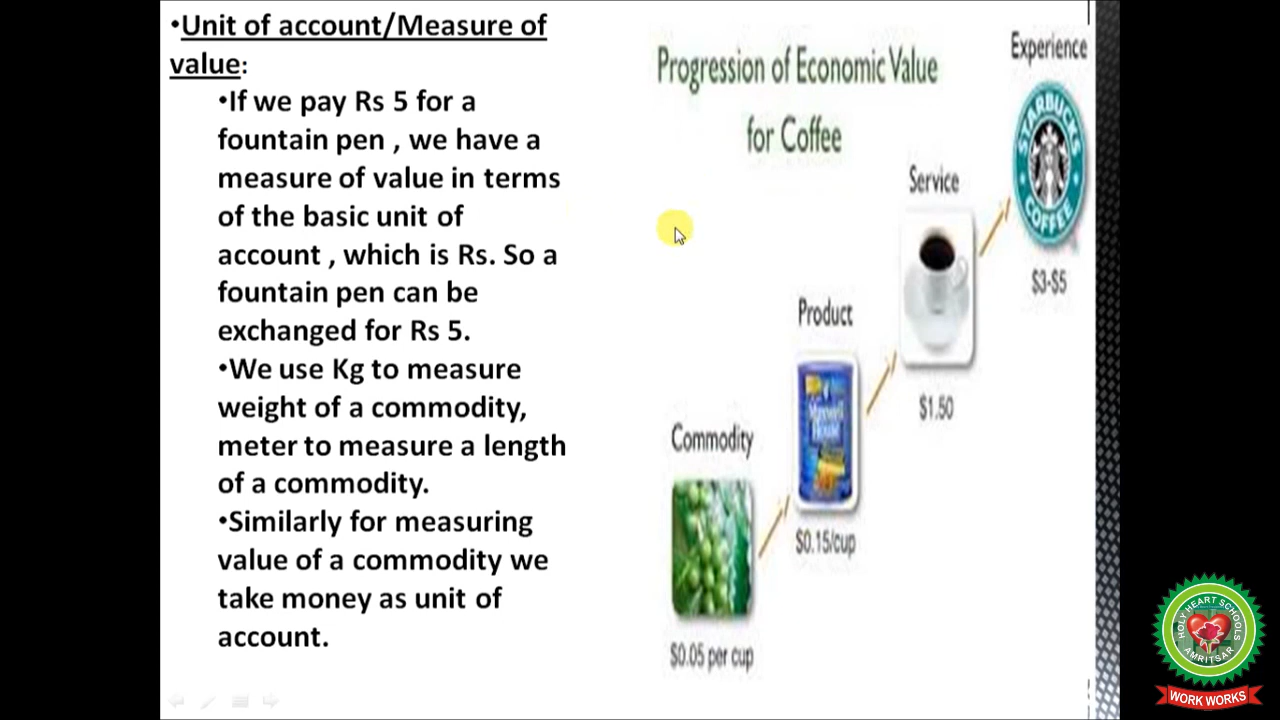 •Unit of account/Measure of
value:
•If we pay Rs 5 for a
fountain pen , we have a
measure of value in terms
of the basic unit of
account , which is Rs. So a
fountain pen can be
exchanged for Rs 5.
•We use Kg to measure
weight of a commodity,
meter to measure a length
of a commodity.
•Similarly for measuring
value of a commodity we
take money as unit of
account.
Progression of Economic Value
for Coffee
Experience
STARBUCKS
COFFEE
$3-$5
Service
$1.50
Product
Maxwell
House
$0.15/cup
Commodity
$0.05 per cup
HOLY HEART SCHOOLS
AMRITSAR
WORK WORKS